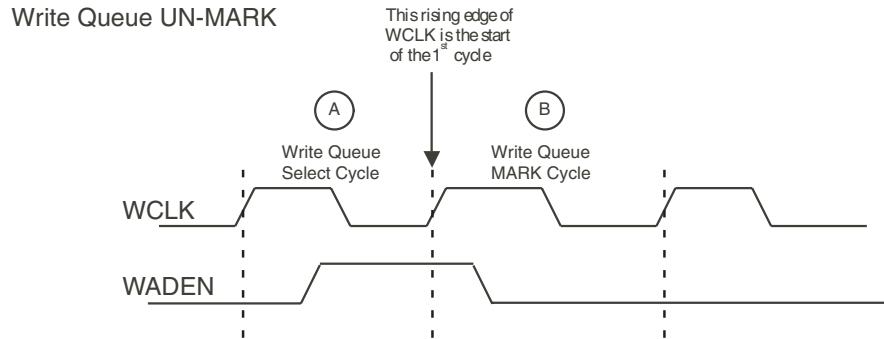 Write Queue UN-MARK
This rising edge of
WCLK is the start
of the 1st cycle
A
B
Write Queue
Select Cycle
Write Queue
MARK Cycle
WCLK
WADEN